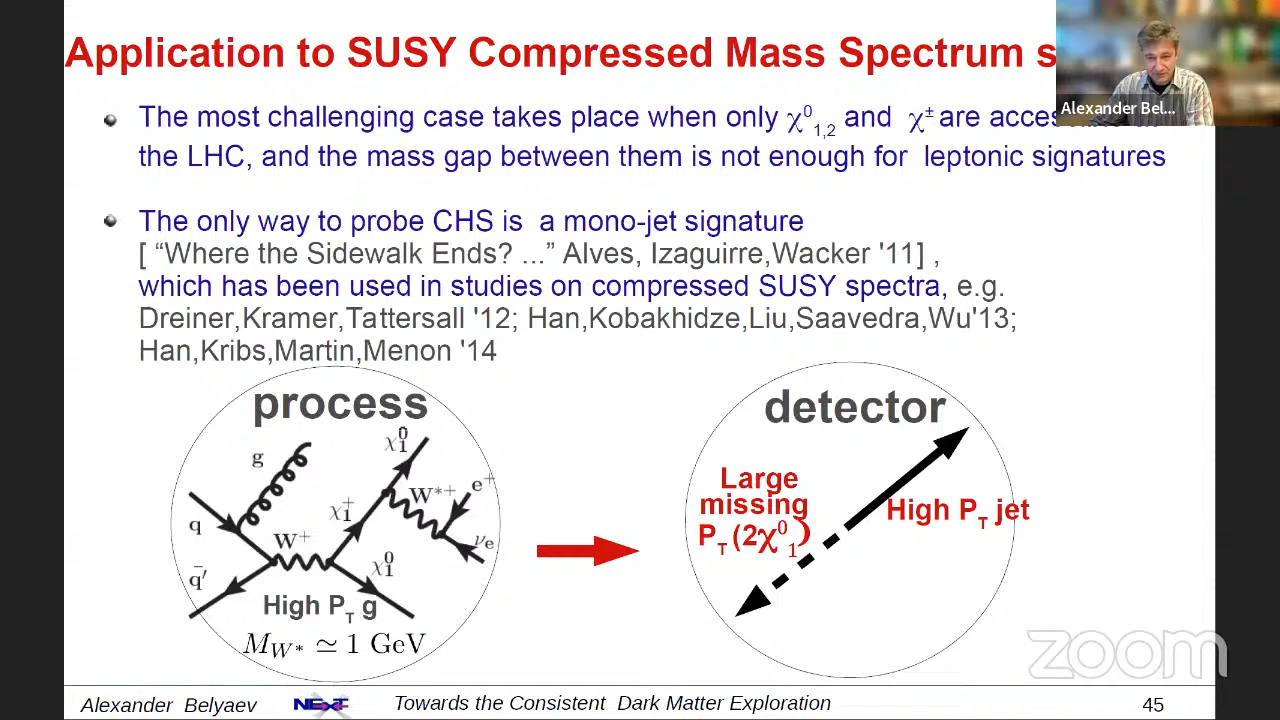 Application to SUSY Compressed Mass Spectrum
Alexander Bel...
The most challenging case takes place when only χ⁰₁,₂ and χ± are
the LHC, and the mass gap between them is not enough for leptonic signatures
The only way to probe CHS is a mono-jet signature
[ “Where the Sidewalk Ends? ...” Alves, Izaguirre,Wacker '11] ,
which has been used in studies on compressed SUSY spectra, e.g.
Dreiner,Kramer,Tattersall '12; Han,Kobakhidze,Liu,Saavedra,Wu'13;
Han,Kribs,Martin,Menon '14
process
g
χ⁰₁
W*⁺
e⁺
χ⁺₁
q
W⁺
νe
q̄'
χ⁰₁
High PT g
MW* ≃ 1 GeV
detector
Large
missing
PT (2χ⁰₁)
High PT jet
zoom
Alexander Belyaev
NEXT
Towards the Consistent Dark Matter Exploration
45